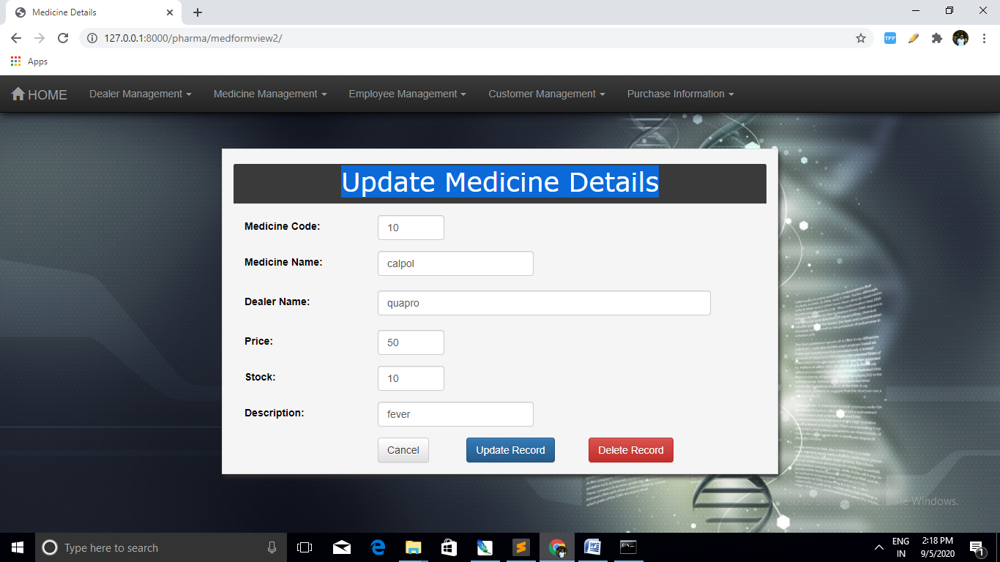 Medicine Details
127.0.0.1:8000/pharma/medformview2/
TFF
Apps
HOME Dealer Management Medicine Management Employee Management Customer Management Purchase Information
Update Medicine Details
Medicine Code: 10
Medicine Name: calpol
Dealer Name: quapro
Price: 50
Stock: 10
Description: fever
Cancel Update Record Delete Record
Windows.
Type here to search
ENG 2:18 PM
IN 9/5/2020
1